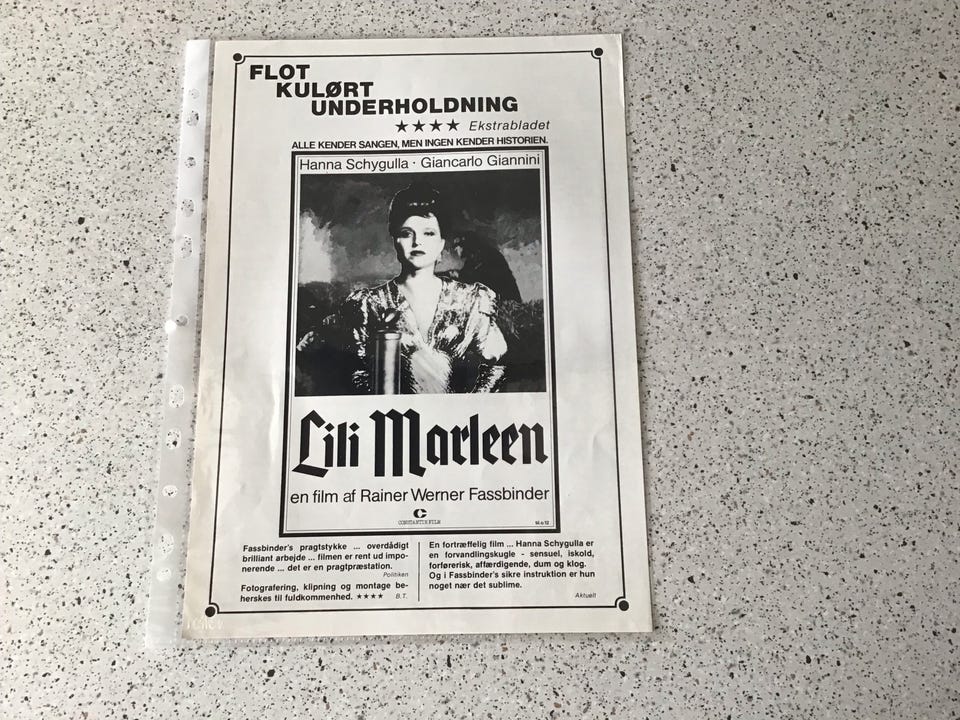 FLOT
KULØRT
UNDERHOLDNING
★★★★ Ekstrabladet
ALLE KENDER SANGEN, MEN INGEN KENDER HISTORIEN.
Hanna Schygulla · Giancarlo Giannini
Lili Marleen
en film af Rainer Werner Fassbinder
C
CONSTANTIN FILM
Fassbinder's pragtstykke ... overdådigt
brilliant arbejde ... filmen er rent ud impo-
nerende ... det er en pragtpræstation.
Politiken
Fotografering, klipning og montage be-
herskes til fuldkommenhed. ★★★★ B.T.
En fortræffelig film ... Hanna Schygulla er
en forvandlingskugle - sensuel, iskold,
forførerisk, affærdigende, dum og klog.
Og i Fassbinder's sikre instruktion er hun
noget nær det sublime.
Aktuelt